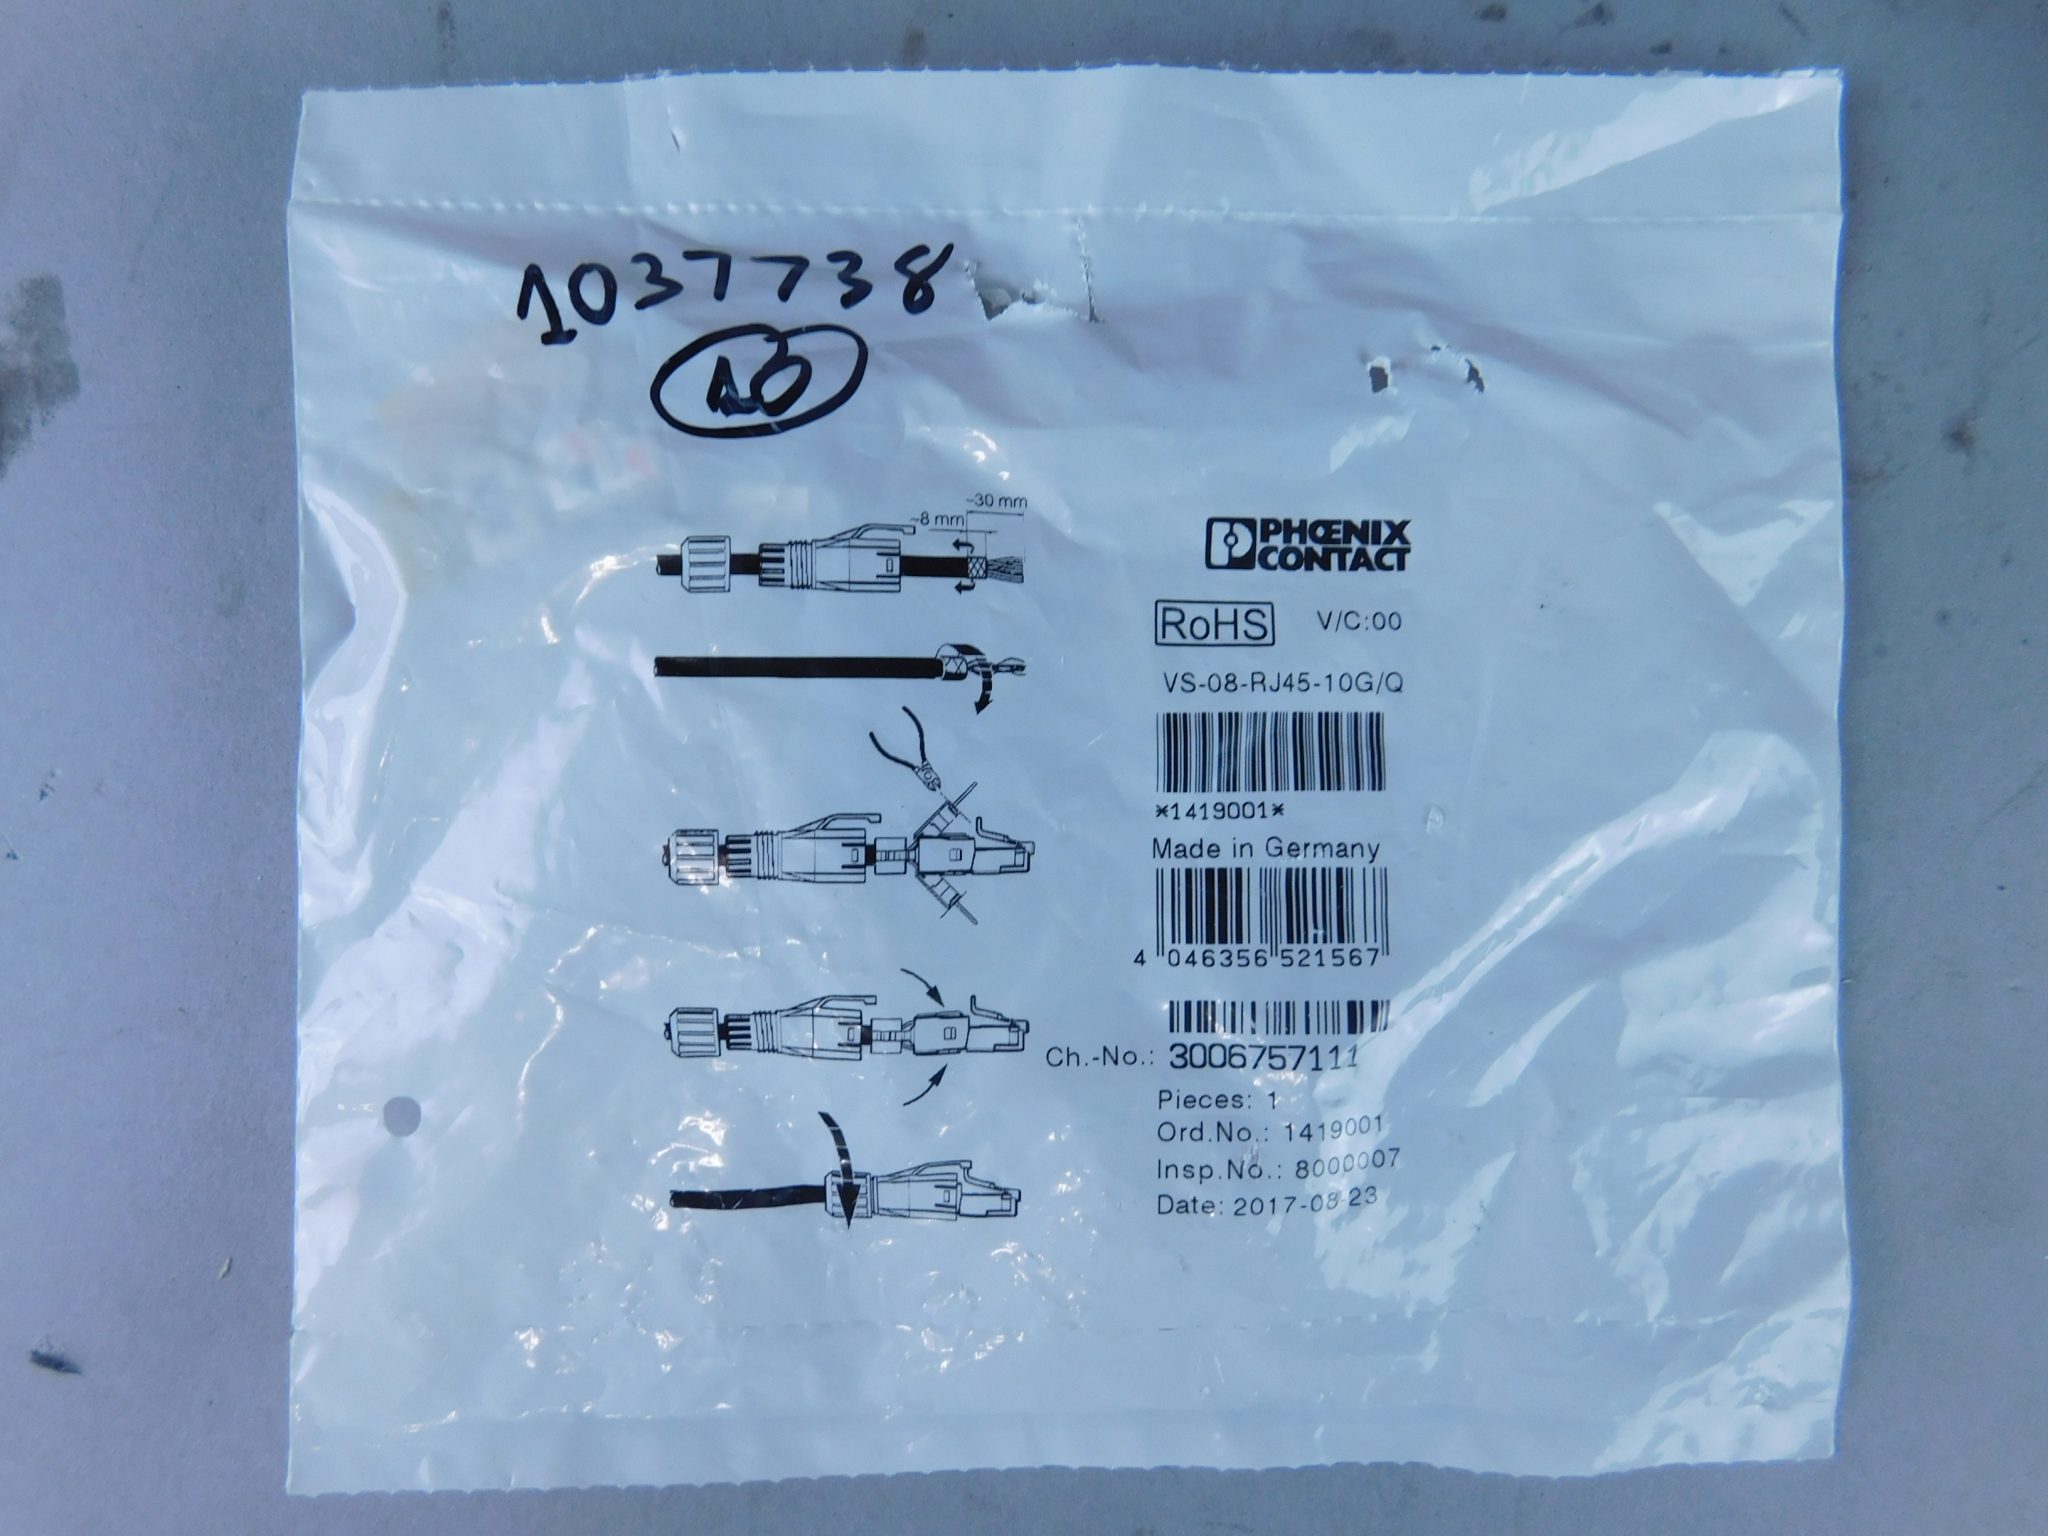 1037738
10
~30 mm
~8 mm
PHŒNIX
CONTACT
RoHS V/C:00
VS-08-RJ45-10G/Q
*1419001*
Made in Germany
4 046356 521567
Ch.-No.: 3006757111
Pieces: 1
Ord.No.: 1419001
Insp.No.: 8000007
Date: 2017-08-23